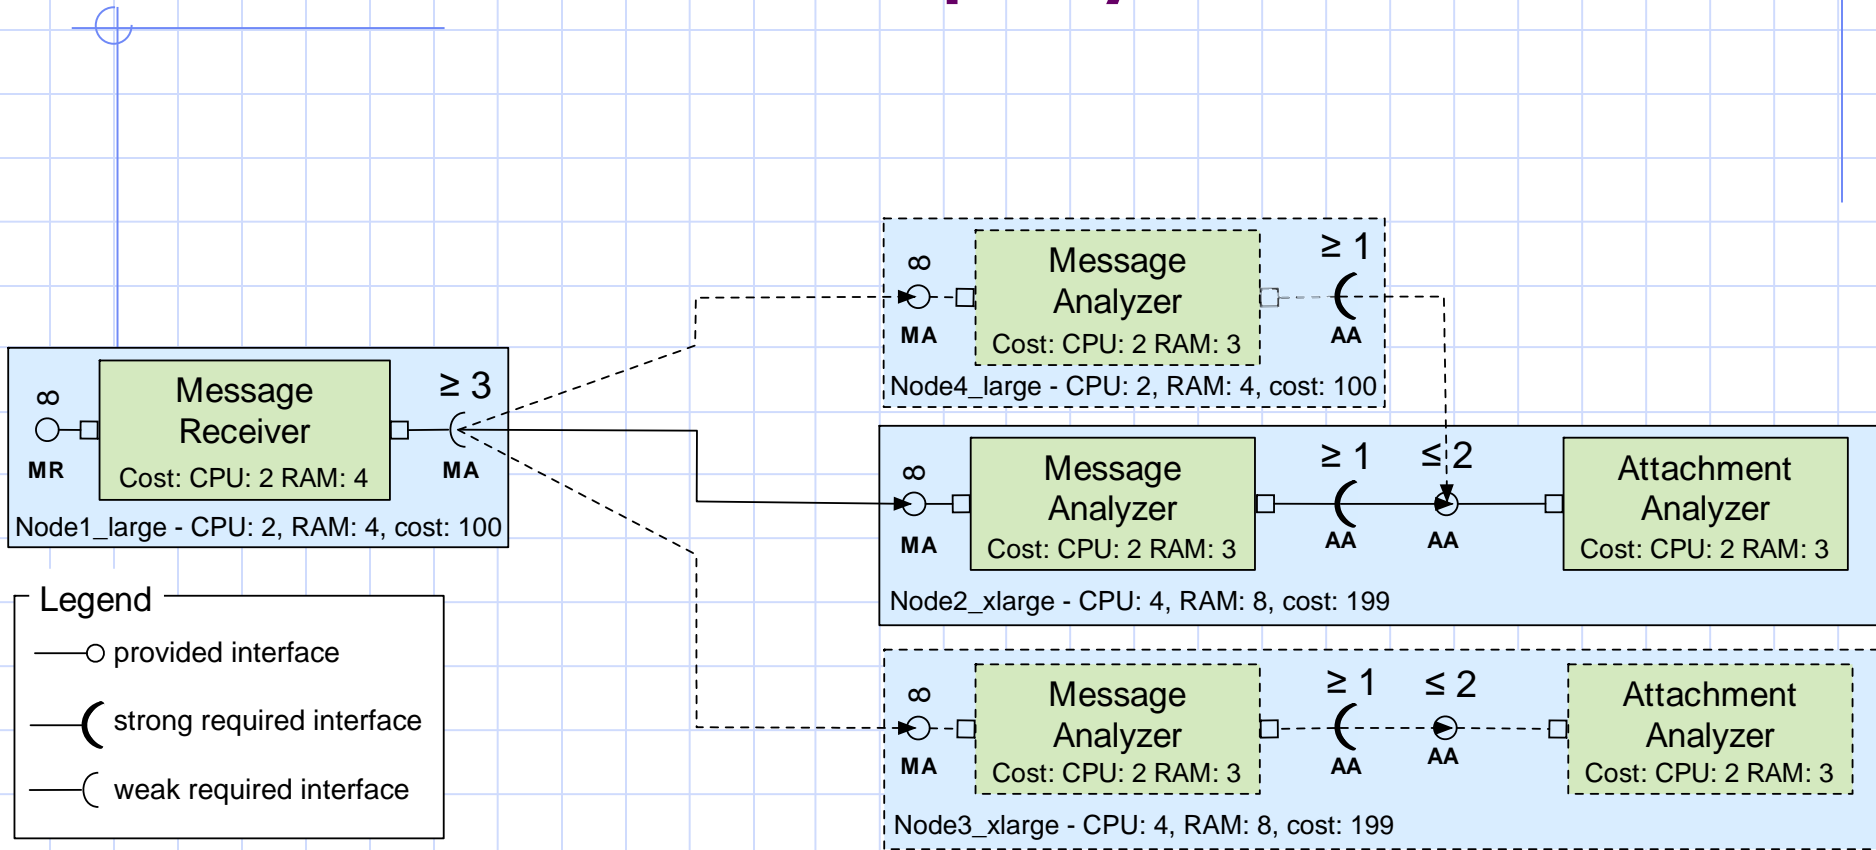 ∞
≥ 1
Message
Analyzer
MA
AA
Cost: CPU: 2 RAM: 3
Node4_large - CPU: 2, RAM: 4, cost: 100
∞
Message
Receiver
≥ 3
MR
MA
Cost: CPU: 2 RAM: 4
Node1_large - CPU: 2, RAM: 4, cost: 100
∞
Message
Analyzer
≥ 1
≤ 2
Attachment
Analyzer
MA
Cost: CPU: 2 RAM: 3
AA
AA
Cost: CPU: 2 RAM: 3
Node2_xlarge - CPU: 4, RAM: 8, cost: 199
∞
Message
Analyzer
≥ 1
≤ 2
Attachment
Analyzer
MA
Cost: CPU: 2 RAM: 3
AA
AA
Cost: CPU: 2 RAM: 3
Node3_xlarge - CPU: 4, RAM: 8, cost: 199
Legend
provided interface
strong required interface
weak required interface